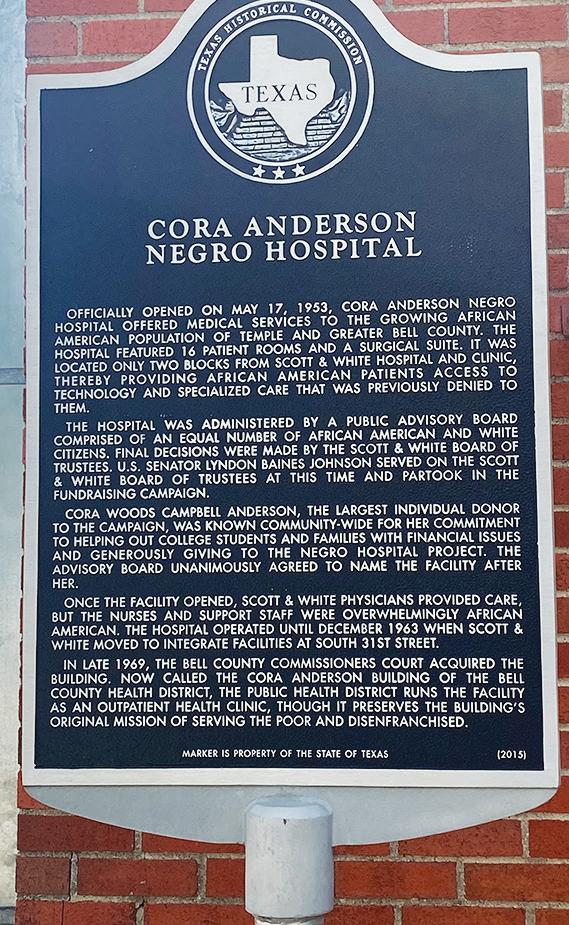 TEXAS HISTORICAL COMMISSION
TEXAS
CORA ANDERSON
NEGRO HOSPITAL
OFFICIALLY OPENED ON MAY 17, 1953, CORA ANDERSON NEGRO
HOSPITAL OFFERED MEDICAL SERVICES TO THE GROWING AFRICAN
AMERICAN POPULATION OF TEMPLE AND GREATER BELL COUNTY. THE
HOSPITAL FEATURED 16 PATIENT ROOMS AND A SURGICAL SUITE. IT WAS
LOCATED ONLY TWO BLOCKS FROM SCOTT & WHITE HOSPITAL AND CLINIC,
THEREBY PROVIDING AFRICAN AMERICAN PATIENTS ACCESS TO
TECHNOLOGY AND SPECIALIZED CARE THAT WAS PREVIOUSLY DENIED TO
THEM.
THE HOSPITAL WAS ADMINISTERED BY A PUBLIC ADVISORY BOARD
COMPRISED OF AN EQUAL NUMBER OF AFRICAN AMERICAN AND WHITE
CITIZENS. FINAL DECISIONS WERE MADE BY THE SCOTT & WHITE BOARD OF
TRUSTEES. U.S. SENATOR LYNDON BAINES JOHNSON SERVED ON THE SCOTT
& WHITE BOARD OF TRUSTEES AT THIS TIME AND PARTOOK IN THE
FUNDRAISING CAMPAIGN.
CORA WOODS CAMPBELL ANDERSON, THE LARGEST INDIVIDUAL DONOR
TO THE CAMPAIGN, WAS KNOWN COMMUNITY-WIDE FOR HER COMMITMENT
TO HELPING OUT COLLEGE STUDENTS AND FAMILIES WITH FINANCIAL ISSUES
AND GENEROUSLY GIVING TO THE NEGRO HOSPITAL PROJECT. THE
ADVISORY BOARD UNANIMOUSLY AGREED TO NAME THE FACILITY AFTER
HER.
ONCE THE FACILITY OPENED, SCOTT & WHITE PHYSICIANS PROVIDED CARE,
BUT THE NURSES AND SUPPORT STAFF WERE OVERWHELMINGLY AFRICAN
AMERICAN. THE HOSPITAL OPERATED UNTIL DECEMBER 1963 WHEN SCOTT &
WHITE MOVED TO INTEGRATE FACILITIES AT SOUTH 31ST STREET.
IN LATE 1969, THE BELL COUNTY COMMISSIONERS COURT ACQUIRED THE
BUILDING. NOW CALLED THE CORA ANDERSON BUILDING OF THE BELL
COUNTY HEALTH DISTRICT, THE PUBLIC HEALTH DISTRICT RUNS THE FACILITY
AS AN OUTPATIENT HEALTH CLINIC, THOUGH IT PRESERVES THE BUILDING'S
ORIGINAL MISSION OF SERVING THE POOR AND DISENFRANCHISED.
MARKER IS PROPERTY OF THE STATE OF TEXAS (2015)